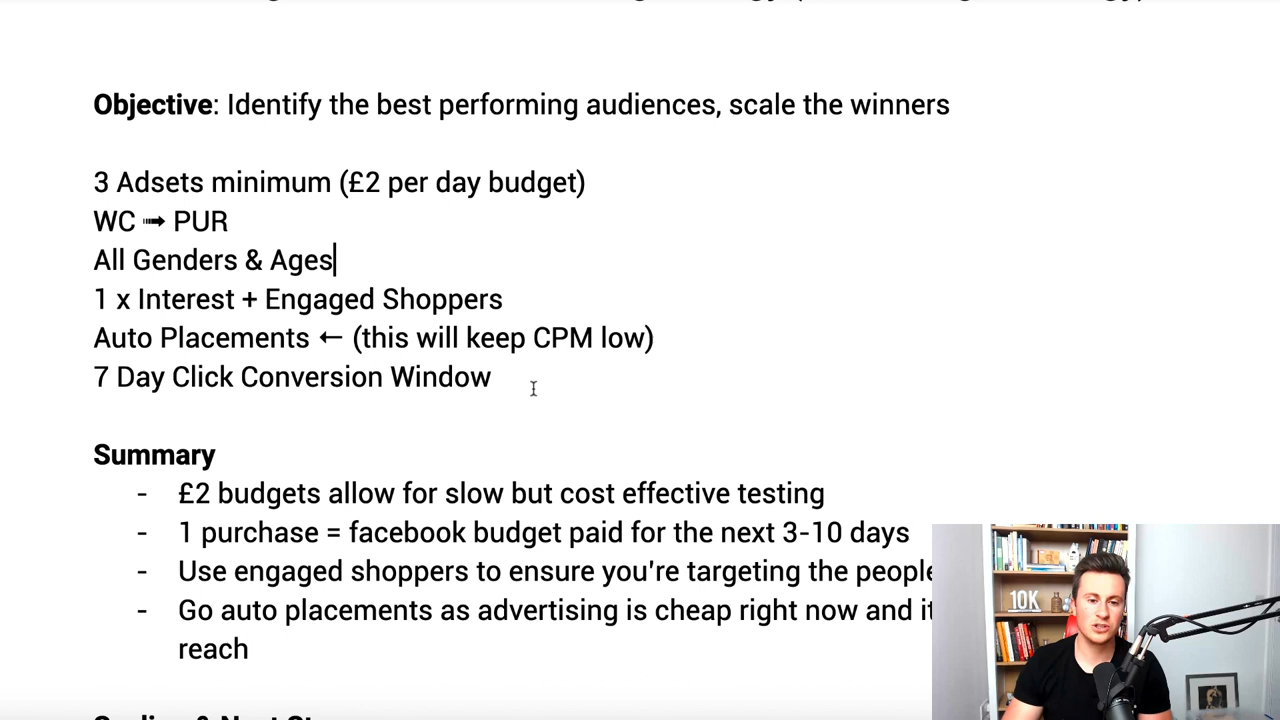 Objective: Identify the best performing audiences, scale the winners
3 Adsets minimum (£2 per day budget)
WC ➟ PUR
All Genders & Ages
1 x Interest + Engaged Shoppers
Auto Placements ← (this will keep CPM low)
7 Day Click Conversion Window
Summary
- £2 budgets allow for slow but cost effective testing
- 1 purchase = facebook budget paid for the next 3-10 days
- Use engaged shoppers to ensure you're targeting the people
- Go auto placements as advertising is cheap right now and it
reach
10K